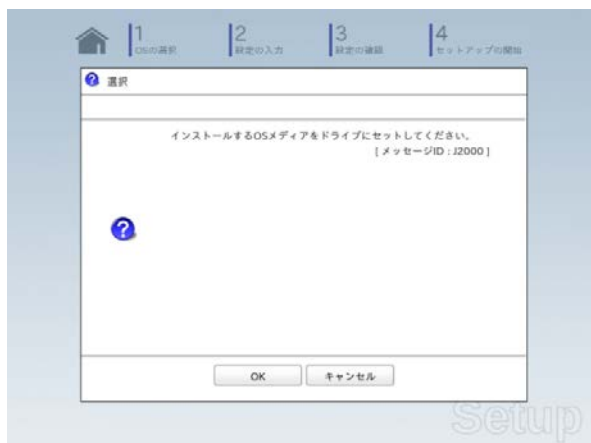 1
OSの選択
2
設定の入力
3
設定の確認
4
セットアップの開始
選択
インストールするOSメディアをドライブにセットしてください。
[ メッセージID : J2000 ]
OK
キャンセル
Setup